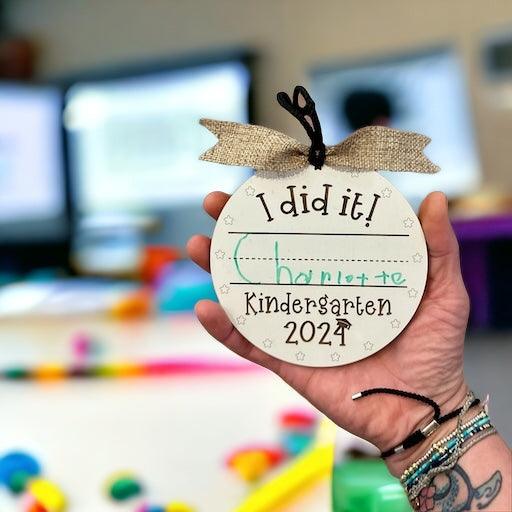 I did it!
Charlotte
Kindergarten
2024